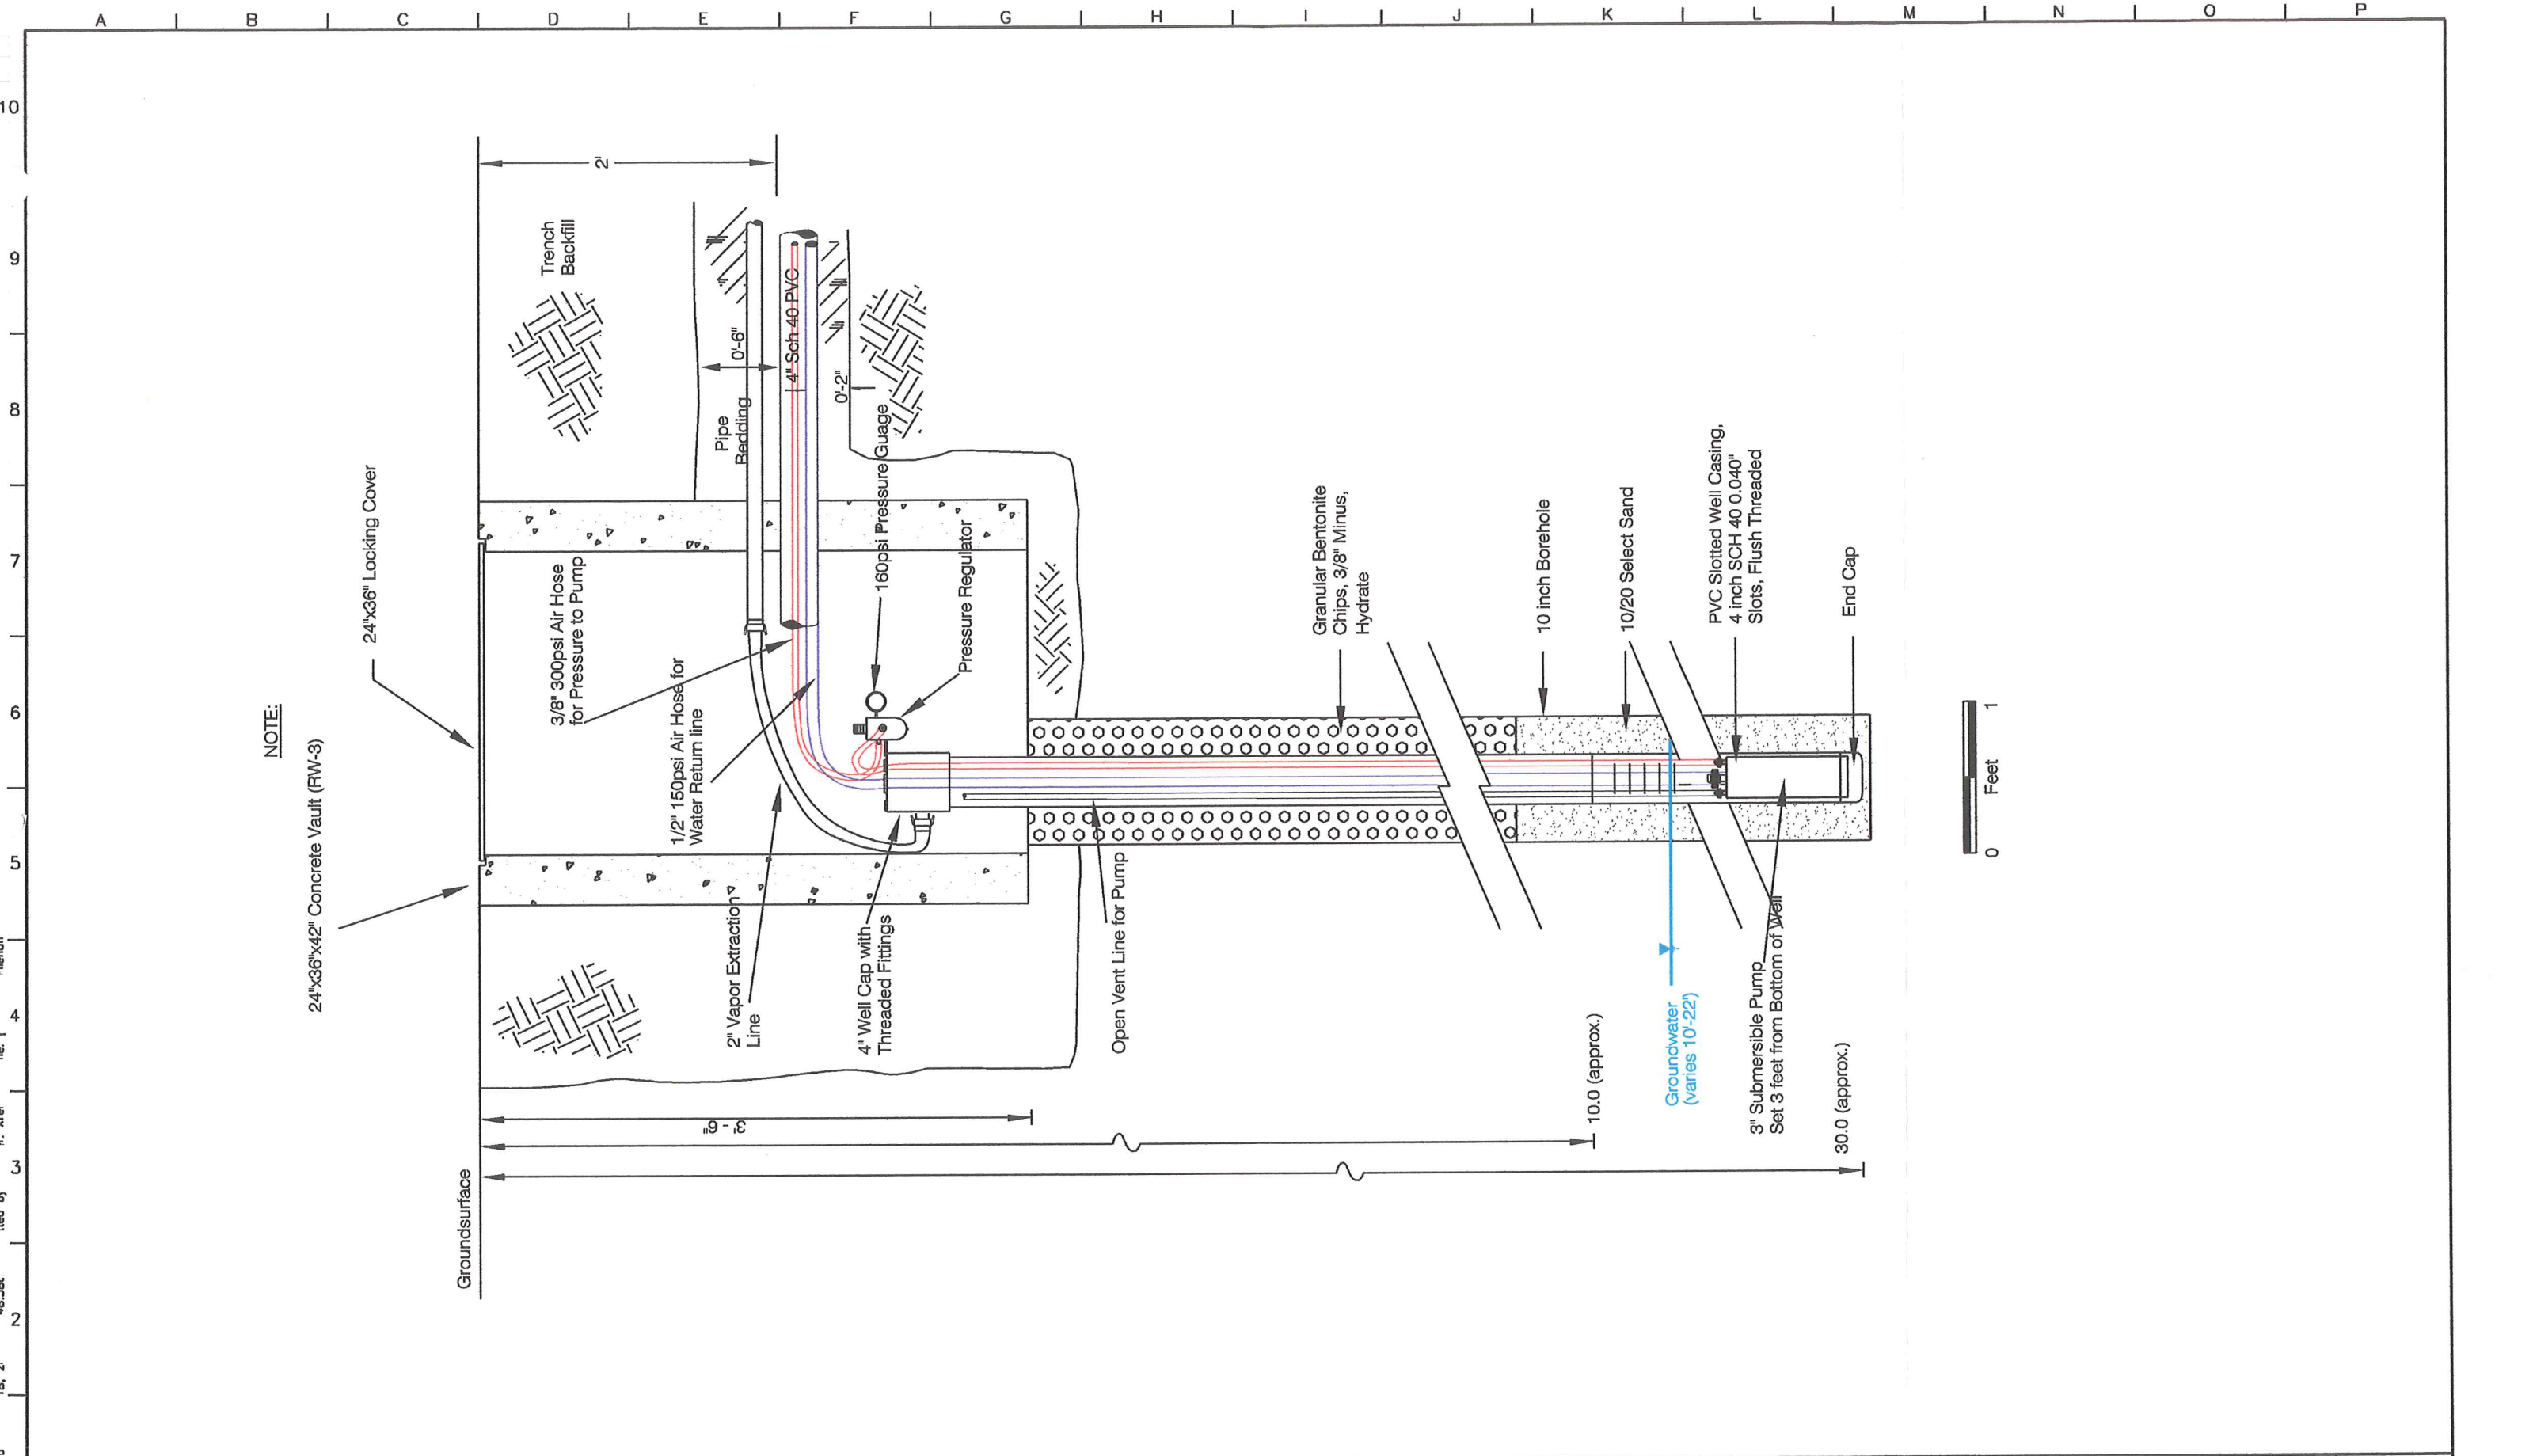 A B C D E F G H I J K L M N O P
10
9
8
7
6
5
4
3
2
NOTE:
24"x36"x42" Concrete Vault (RW-3)
24"x36" Locking Cover
Groundsurface
2'
Trench
Backfill
0'-6"
Pipe
Bedding
4" Sch 40 PVC
0'-2"
3/8" 300psi Air Hose
for Pressure to Pump
1/2" 150psi Air Hose for
Water Return line
160psi Pressure Guage
Pressure Regulator
2" Vapor Extraction
Line
4" Well Cap with
Threaded Fittings
Open Vent Line for Pump
3'-6"
Granular Bentonite
Chips, 3/8" Minus,
Hydrate
10 inch Borehole
10/20 Select Sand
PVC Slotted Well Casing,
4 inch SCH 40 0.040"
Slots, Flush Threaded
End Cap
10.0 (approx.)
Groundwater
(varies 10'-22')
3" Submersible Pump
Set 3 feet from Bottom of Well
30.0 (approx.)
0 1
Feet